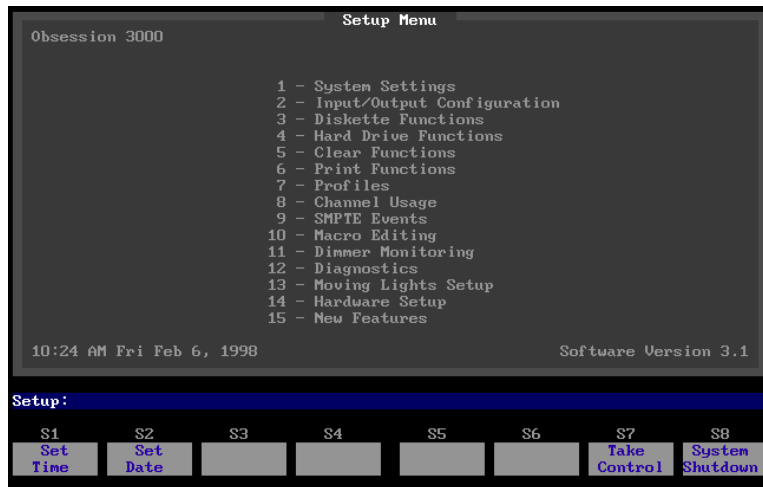 Setup Menu
Obsession 3000
1 - System Settings
2 - Input/Output Configuration
3 - Diskette Functions
4 - Hard Drive Functions
5 - Clear Functions
6 - Print Functions
7 - Profiles
8 - Channel Usage
9 - SMPTE Events
10 - Macro Editing
11 - Dimmer Monitoring
12 - Diagnostics
13 - Moving Lights Setup
14 - Hardware Setup
15 - New Features
10:24 AM Fri Feb 6, 1998 Software Version 3.1
Setup:
S1 S2 S3 S4 S5 S6 S7 S8
Set Set Take System
Time Date Control Shutdown